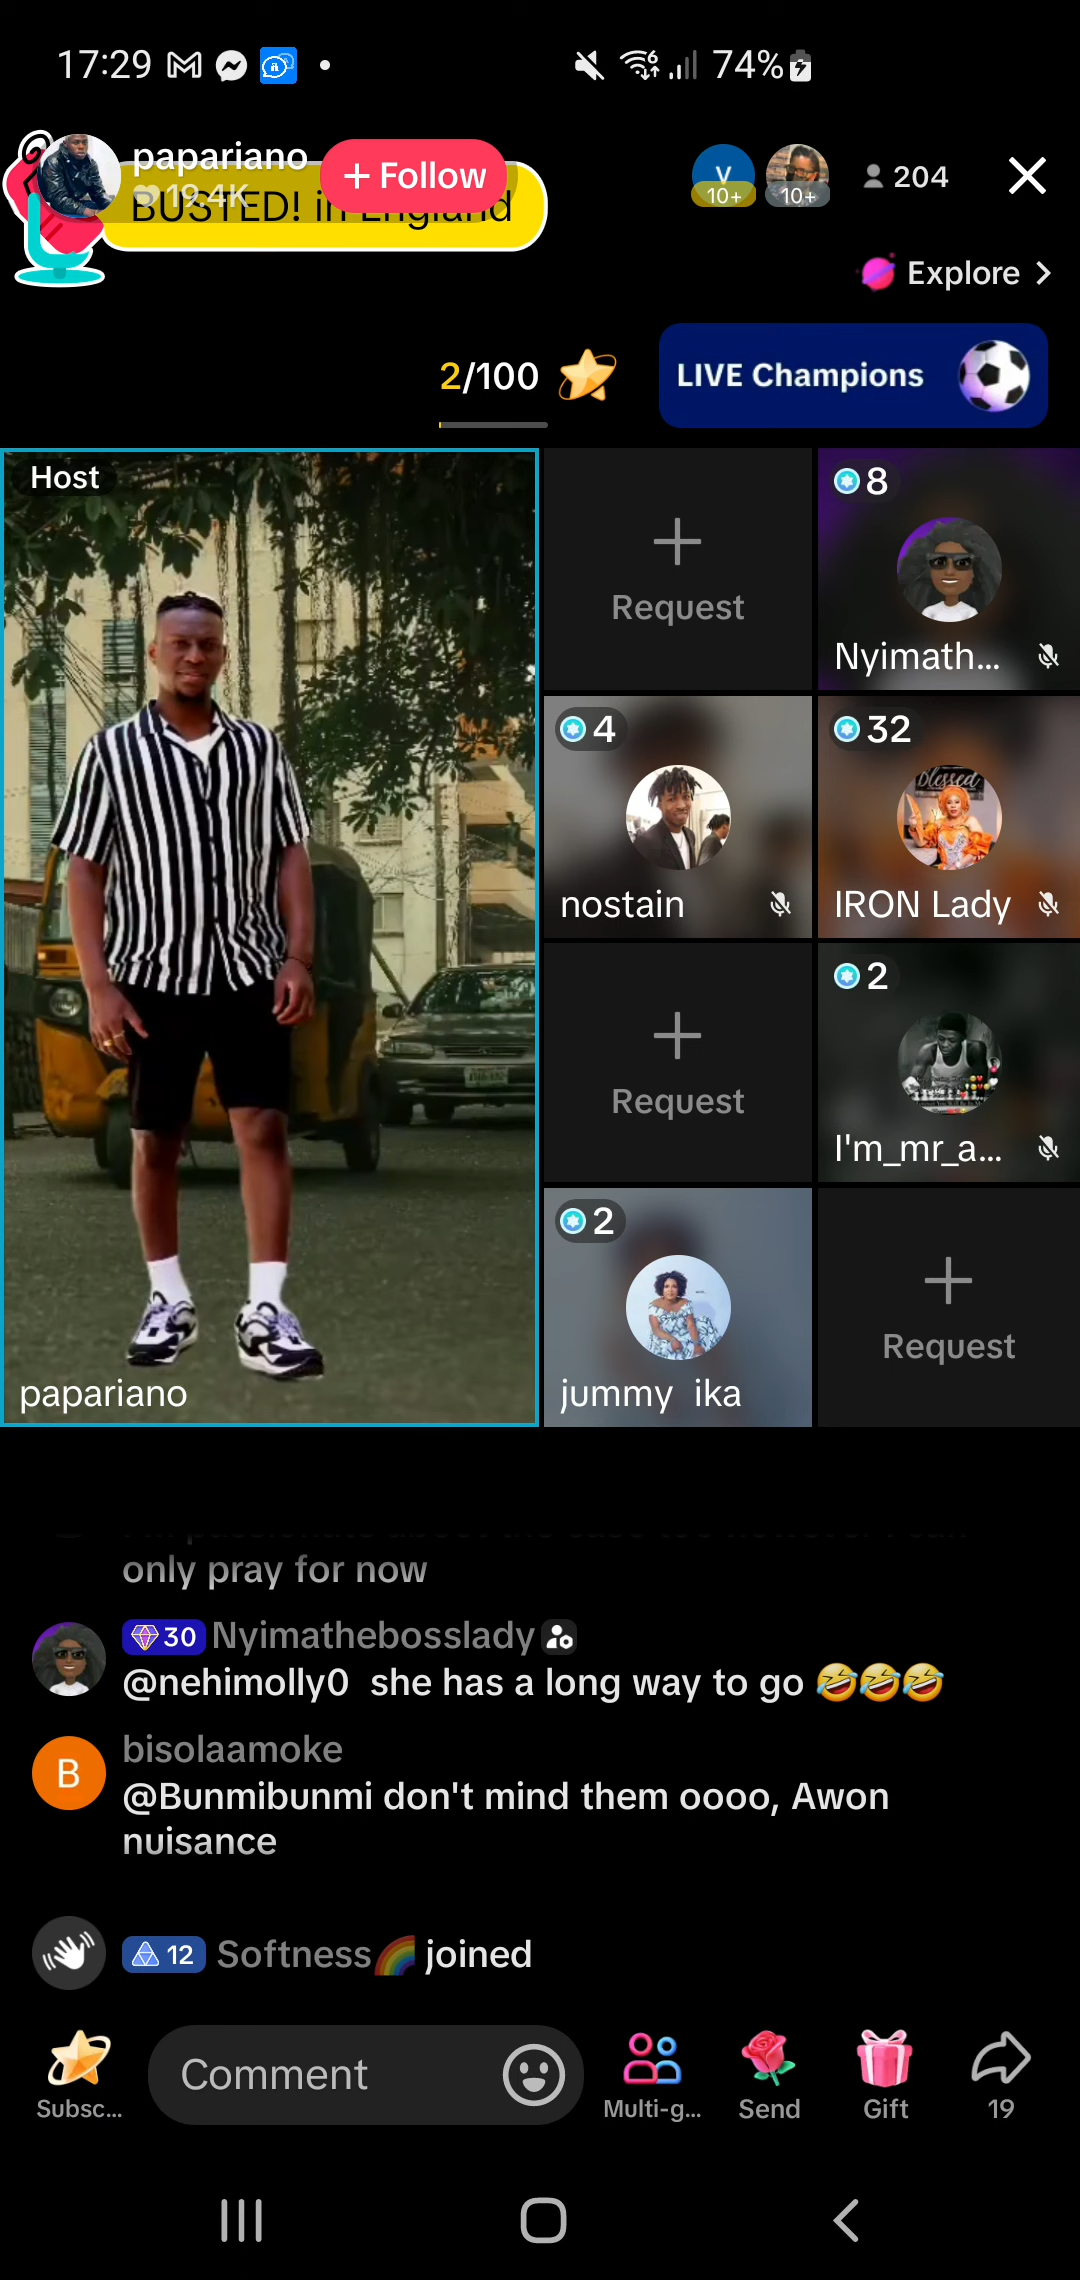 17:29
74%
papariano
19.4K
+ Follow
BUSTED! in England
V
10+
10+
204
Explore
2/100
LIVE Champions
Host
Request
8
Nyimath...
4
nostain
32
IRON Lady
Request
2
I'm_mr_a...
2
jummy ika
Request
papariano
only pray for now
30 Nyimathebosslady
@nehimolly0 she has a long way to go 🤣🤣🤣
B
bisolaamoke
@Bunmibunmi don't mind them oooo, Awon
nuisance
12 Softness🌈 joined
Comment
Subsc...
Multi-g...
Send
Gift
19